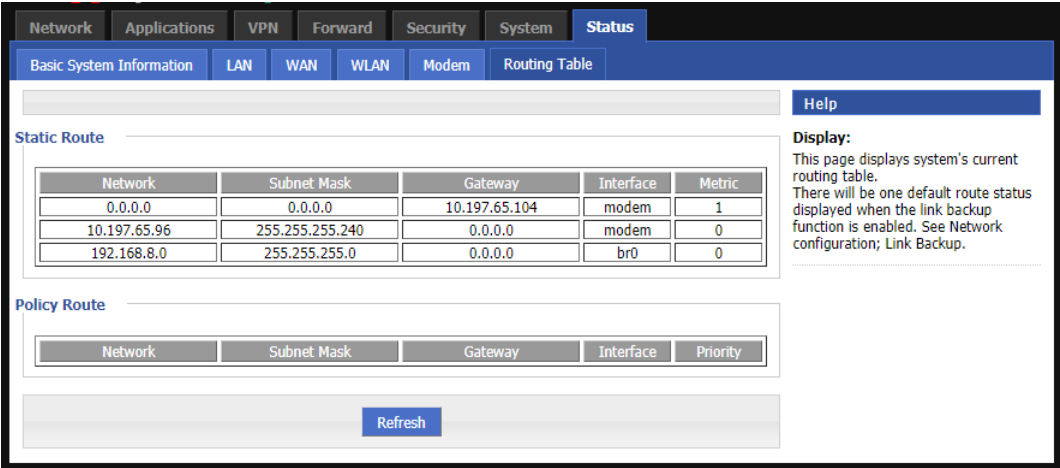 Network Applications VPN Forward Security System Status
Basic System Information LAN WAN WLAN Modem Routing Table
Static Route
Network Subnet Mask Gateway Interface Metric
0.0.0.0 0.0.0.0 10.197.65.104 modem 1
10.197.65.96 255.255.255.240 0.0.0.0 modem 0
192.168.8.0 255.255.255.0 0.0.0.0 br0 0
Policy Route
Network Subnet Mask Gateway Interface Priority
Refresh
Help
Display:
This page displays system's current
routing table.
There will be one default route status
displayed when the link backup
function is enabled. See Network
configuration; Link Backup.